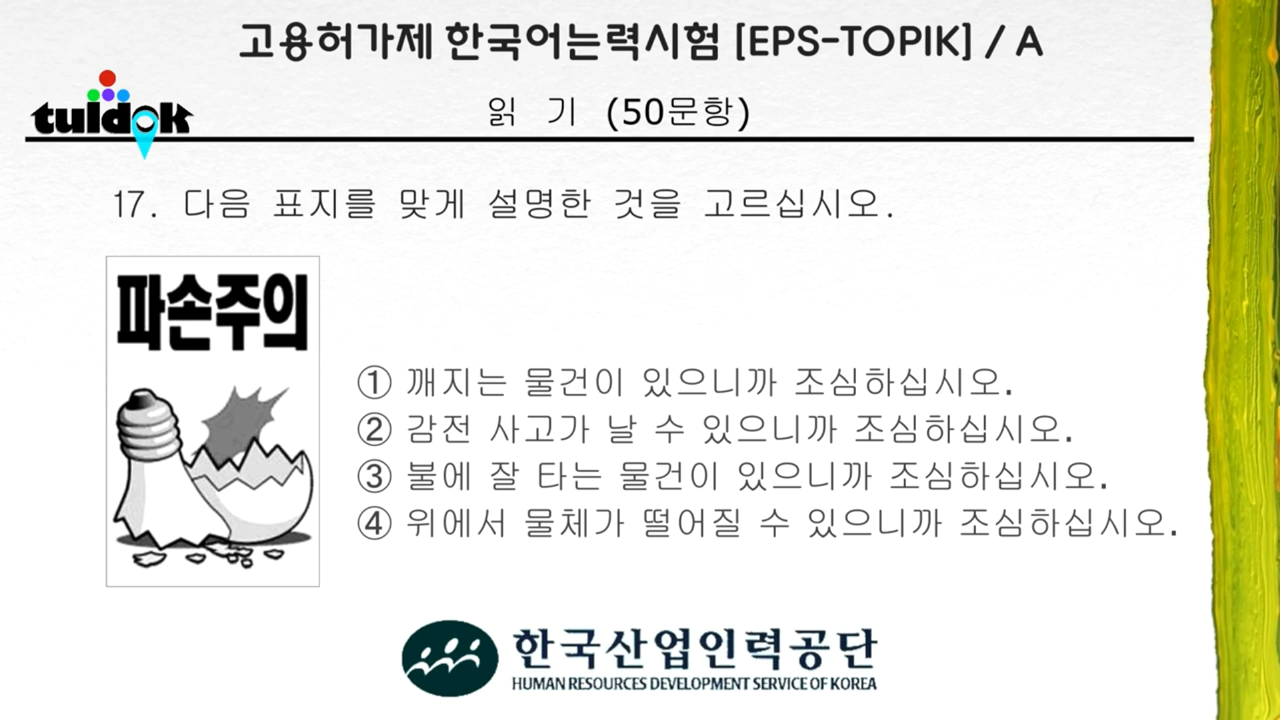 고용허가제 한국어능력시험 [EPS-TOPIK] / A
tuidok
읽 기 (50문항)
17. 다음 표지를 맞게 설명한 것을 고르십시오.
파손주의
① 깨지는 물건이 있으니까 조심하십시오.
② 감전 사고가 날 수 있으니까 조심하십시오.
③ 불에 잘 타는 물건이 있으니까 조심하십시오.
④ 위에서 물체가 떨어질 수 있으니까 조심하십시오.
한국산업인력공단
HUMAN RESOURCES DEVELOPMENT SERVICE OF KOREA